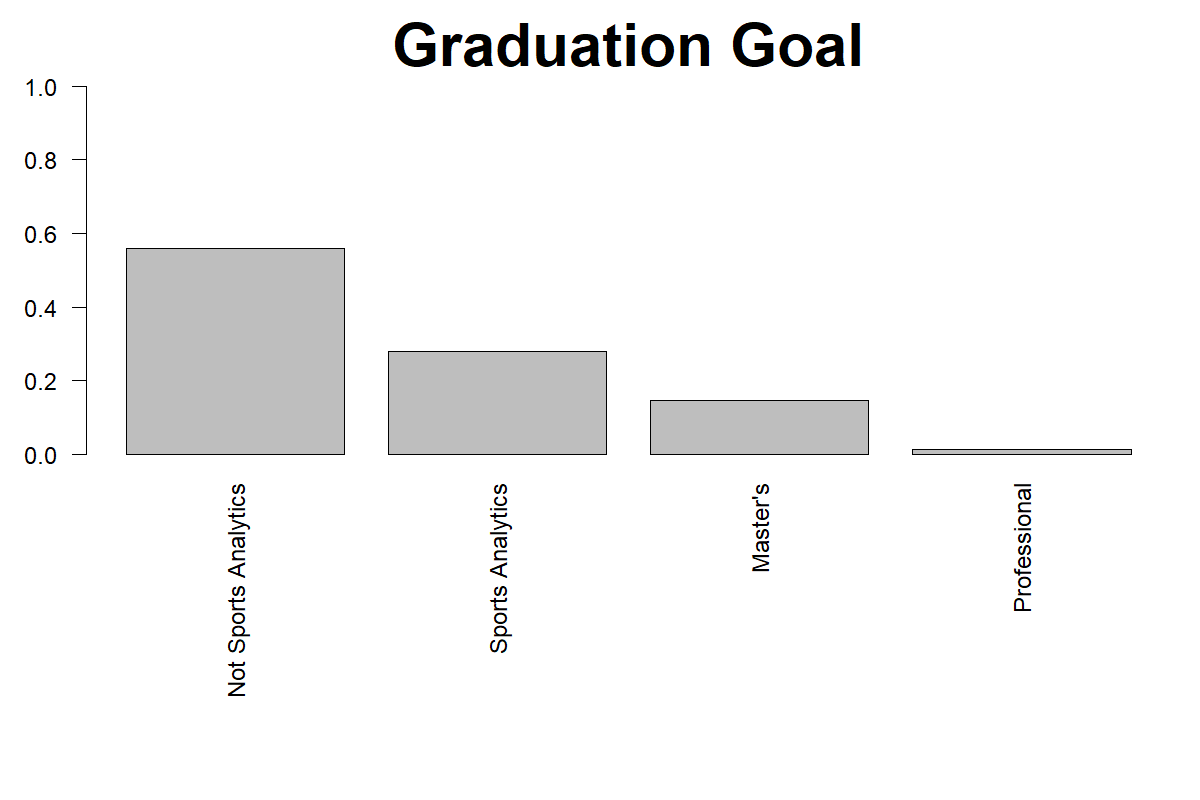 Graduation Goal
1.0
0.8
0.6
0.4
0.2
0.0
Not Sports Analytics
Sports Analytics
Master's
Professional